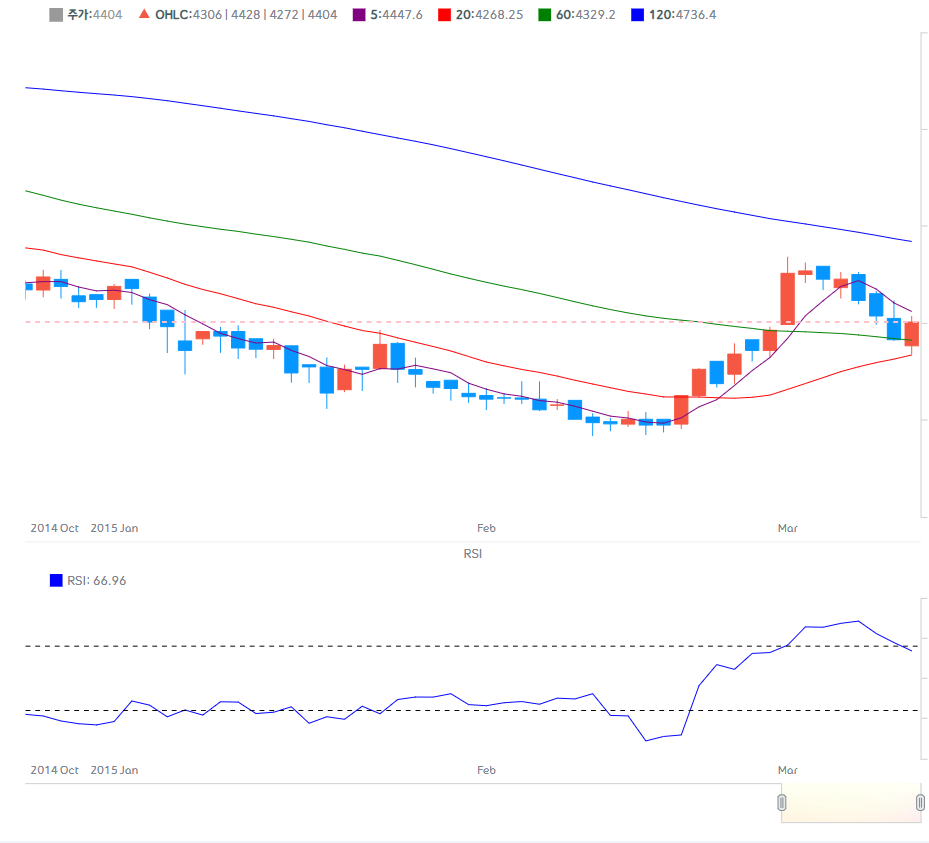 주가:4404 OHLC:4306 | 4428 | 4272 | 4404 5:4447.6 20:4268.25 60:4329.2 120:4736.4
2014 Oct 2015 Jan Feb Mar
RSI
RSI: 66.96
2014 Oct 2015 Jan Feb Mar